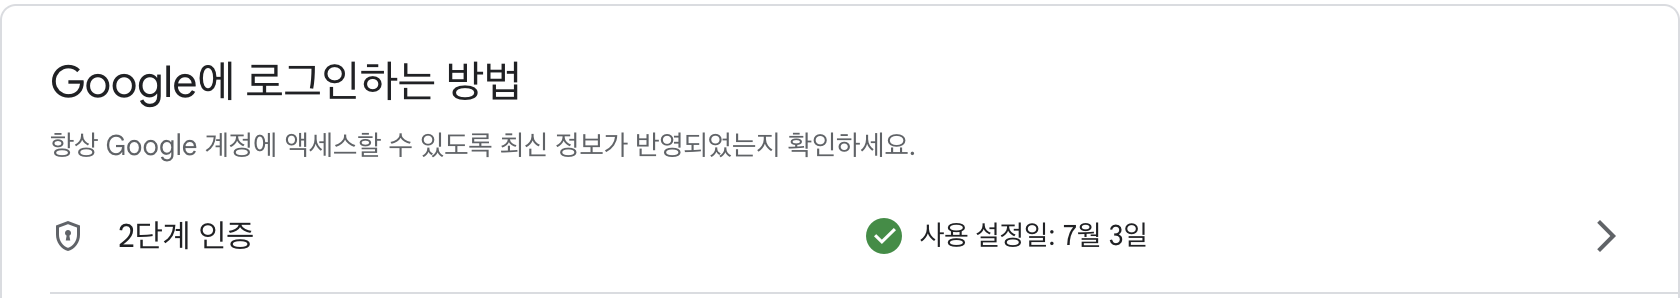 Google에 로그인하는 방법
항상 Google 계정에 액세스할 수 있도록 최신 정보가 반영되었는지 확인하세요.
2단계 인증 사용 설정일: 7월 3일